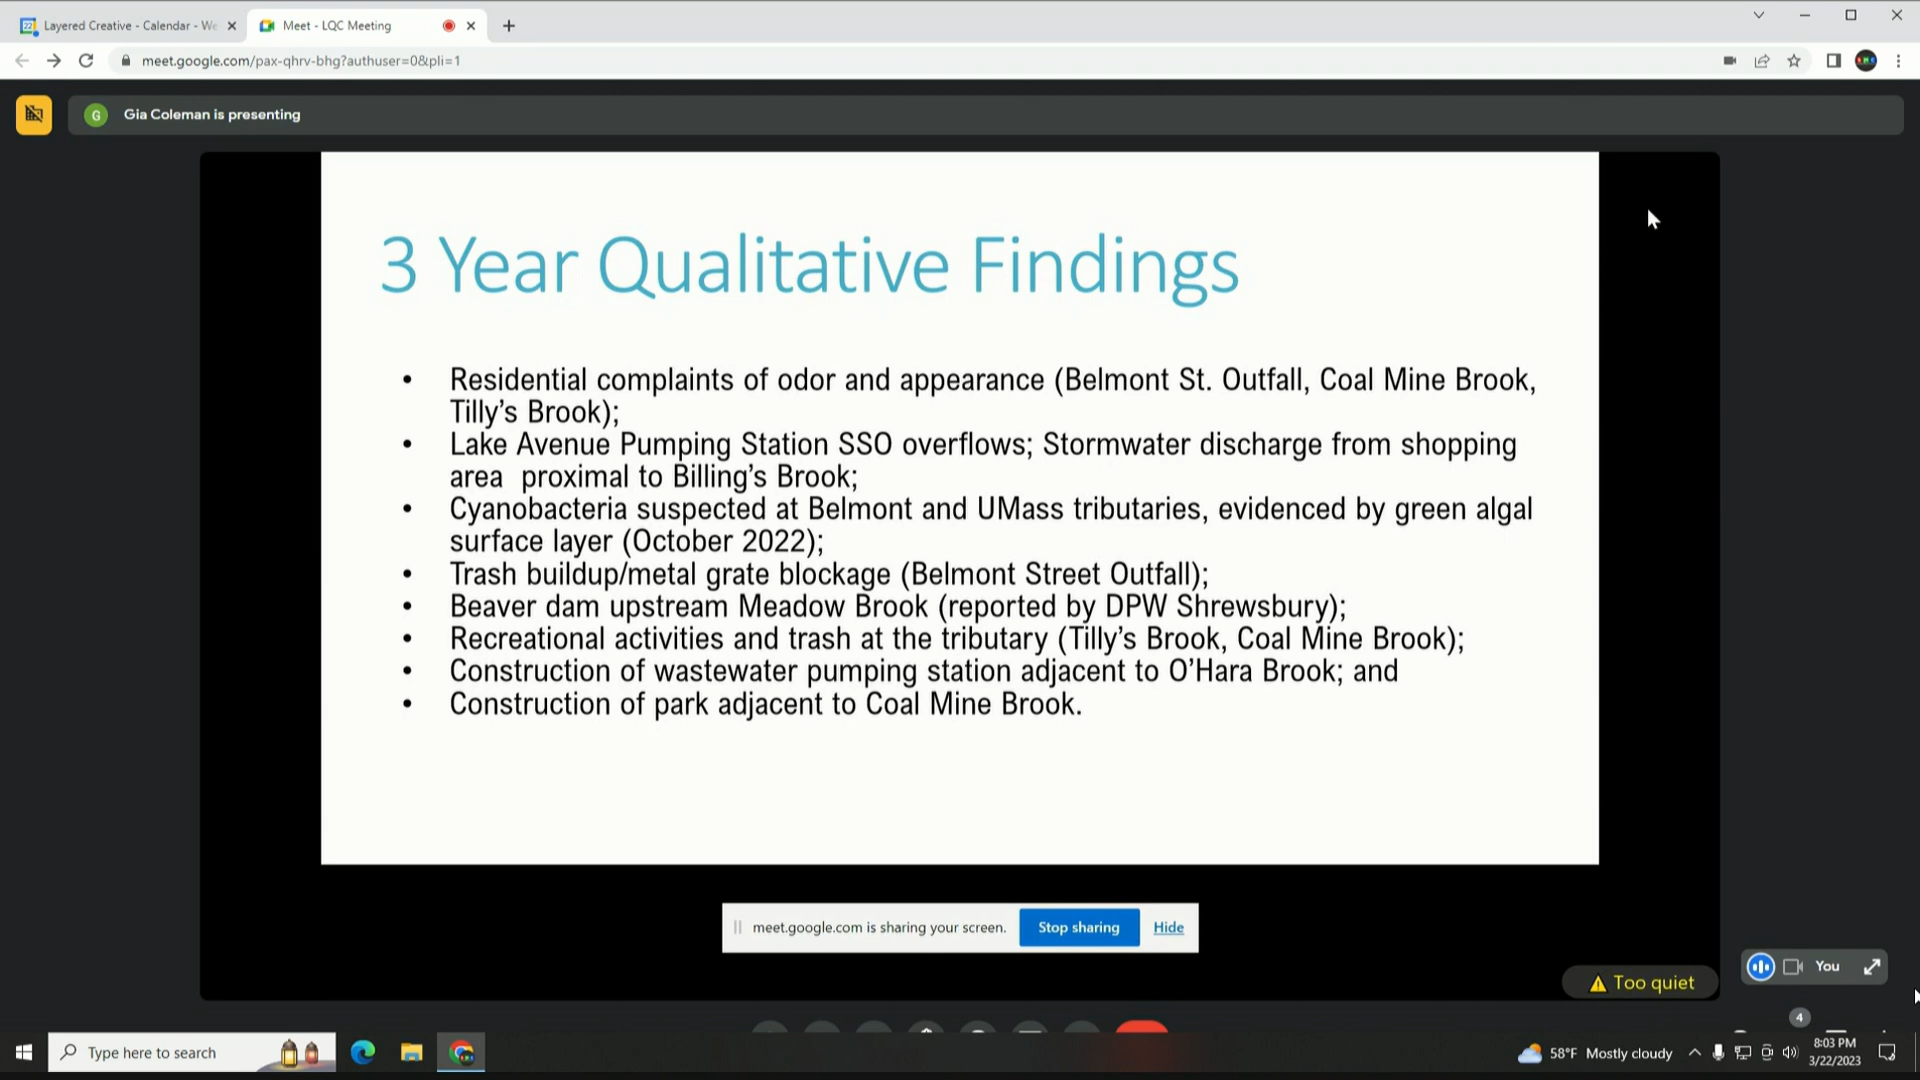 Layered Creative - Calendar - We
Meet - LQC Meeting
meet.google.com/pax-qhrv-bhg?authuser=0&pli=1
G
Gia Coleman is presenting
3 Year Qualitative Findings
• Residential complaints of odor and appearance (Belmont St. Outfall, Coal Mine Brook,
Tilly’s Brook);
• Lake Avenue Pumping Station SSO overflows; Stormwater discharge from shopping
area proximal to Billing’s Brook;
• Cyanobacteria suspected at Belmont and UMass tributaries, evidenced by green algal
surface layer (October 2022);
• Trash buildup/metal grate blockage (Belmont Street Outfall);
• Beaver dam upstream Meadow Brook (reported by DPW Shrewsbury);
• Recreational activities and trash at the tributary (Tilly’s Brook, Coal Mine Brook);
• Construction of wastewater pumping station adjacent to O’Hara Brook; and
• Construction of park adjacent to Coal Mine Brook.
meet.google.com is sharing your screen. Stop sharing Hide
You
Too quiet
4
Type here to search
58°F Mostly cloudy
8:03 PM
3/22/2023